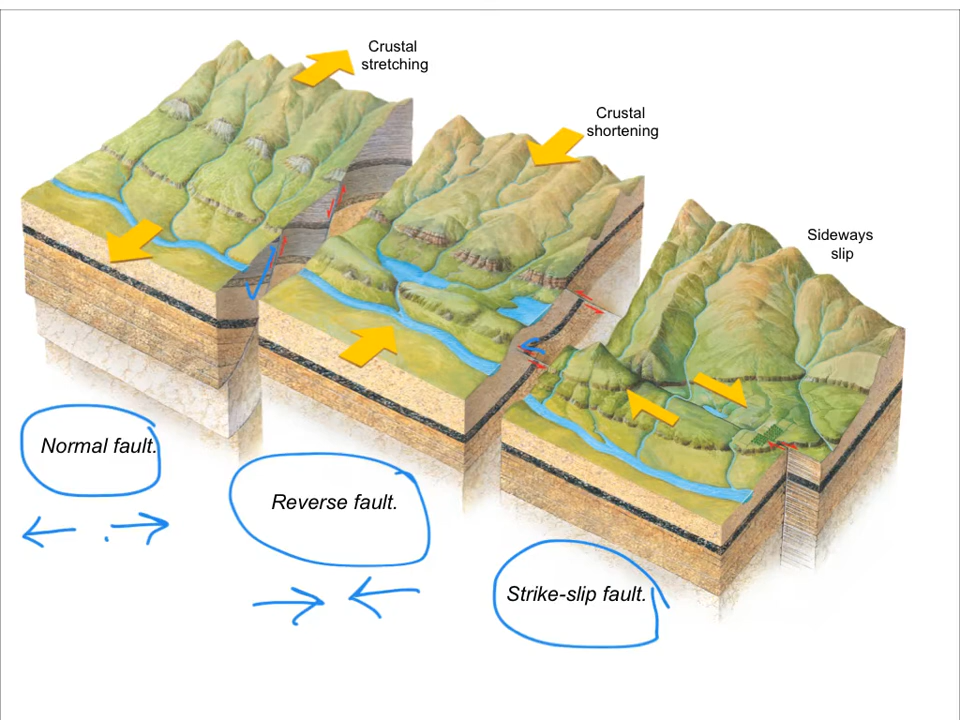 Crustal
stretching
Crustal
shortening
Sideways
slip
Normal fault.
Reverse fault.
Strike-slip fault.